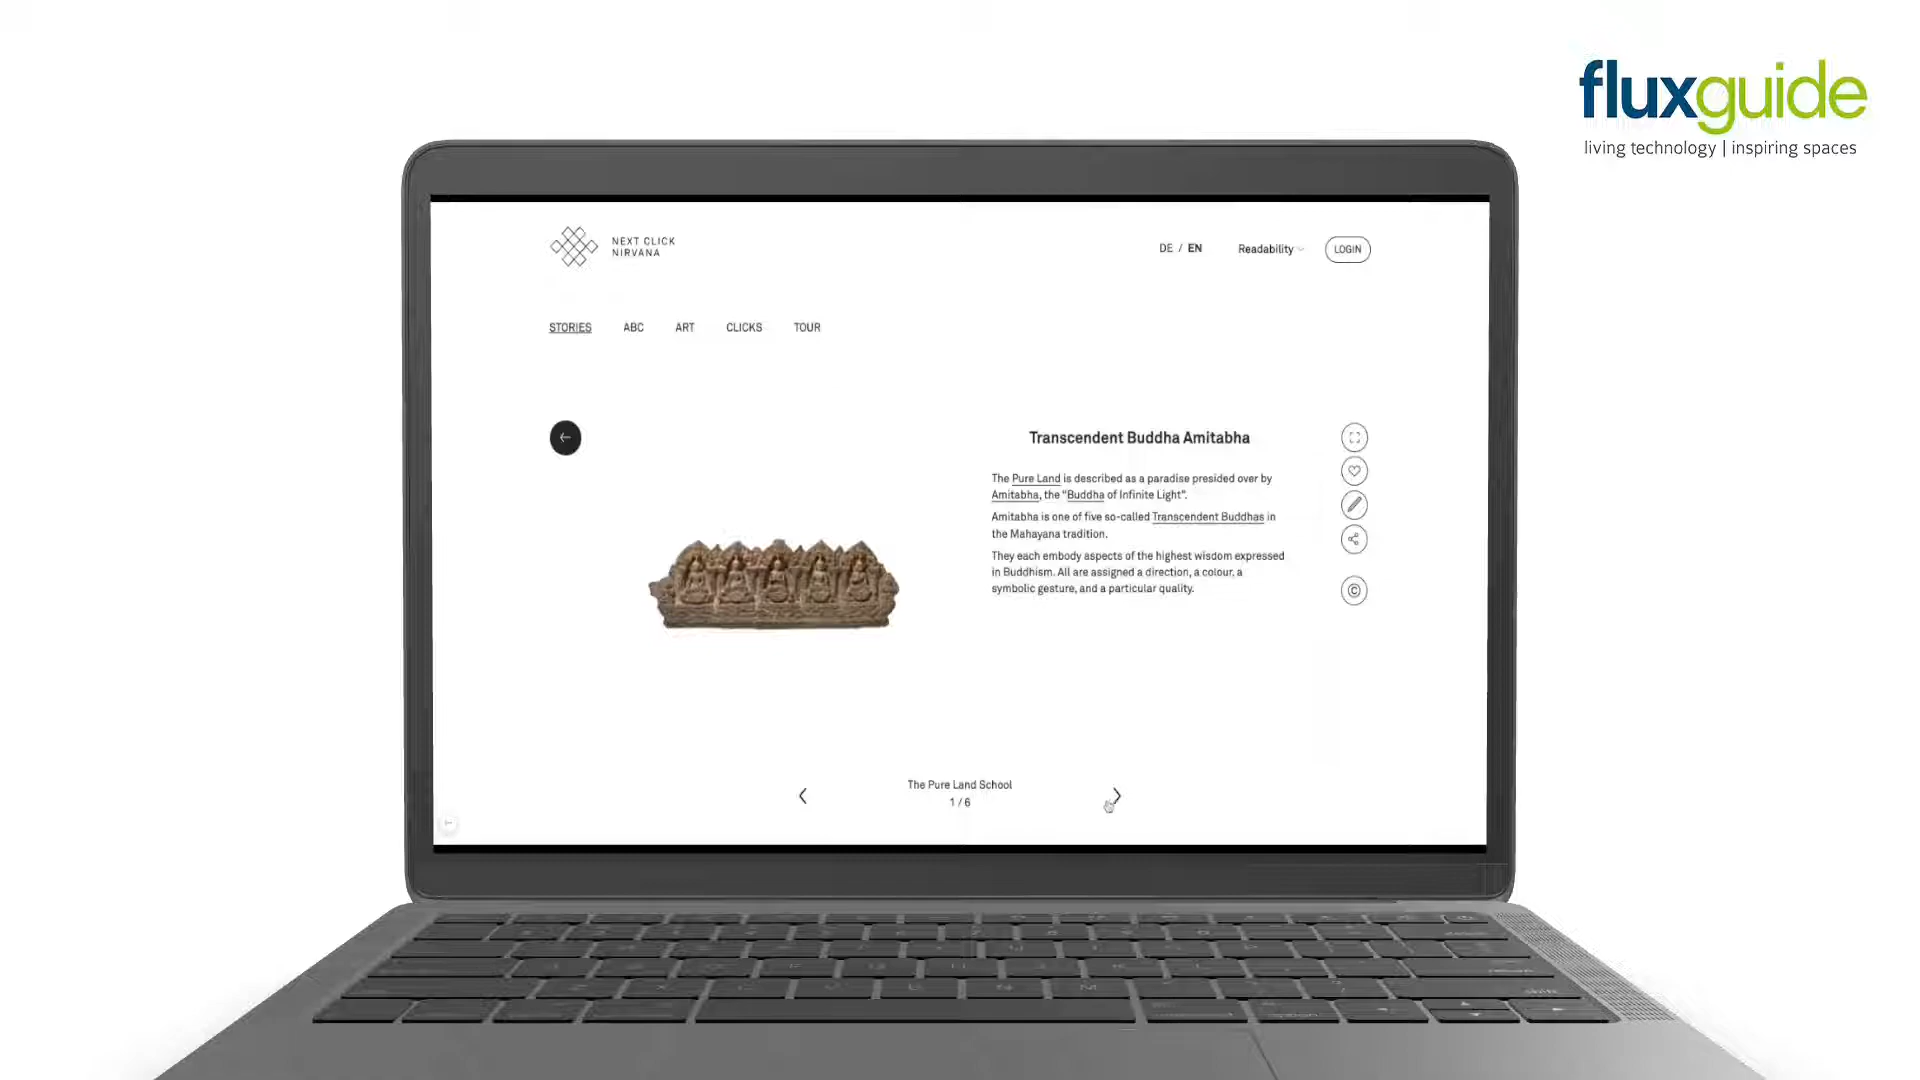 fluxguide
living technology | inspiring spaces
NEXT CLICK
NIRVANA
DE / EN
Readability
LOGIN
STORIES
ABC
ART
CLICKS
TOUR
Transcendent Buddha Amitabha
The Pure Land is described as a paradise presided over by
Amitabha, the “Buddha of Infinite Light”.
Amitabha is one of five so-called Transcendent Buddhas in
the Mahayana tradition.
They each embody aspects of the highest wisdom expressed
in Buddhism. All are assigned a direction, a colour, a
symbolic gesture, and a particular quality.
©
The Pure Land School
1 / 6